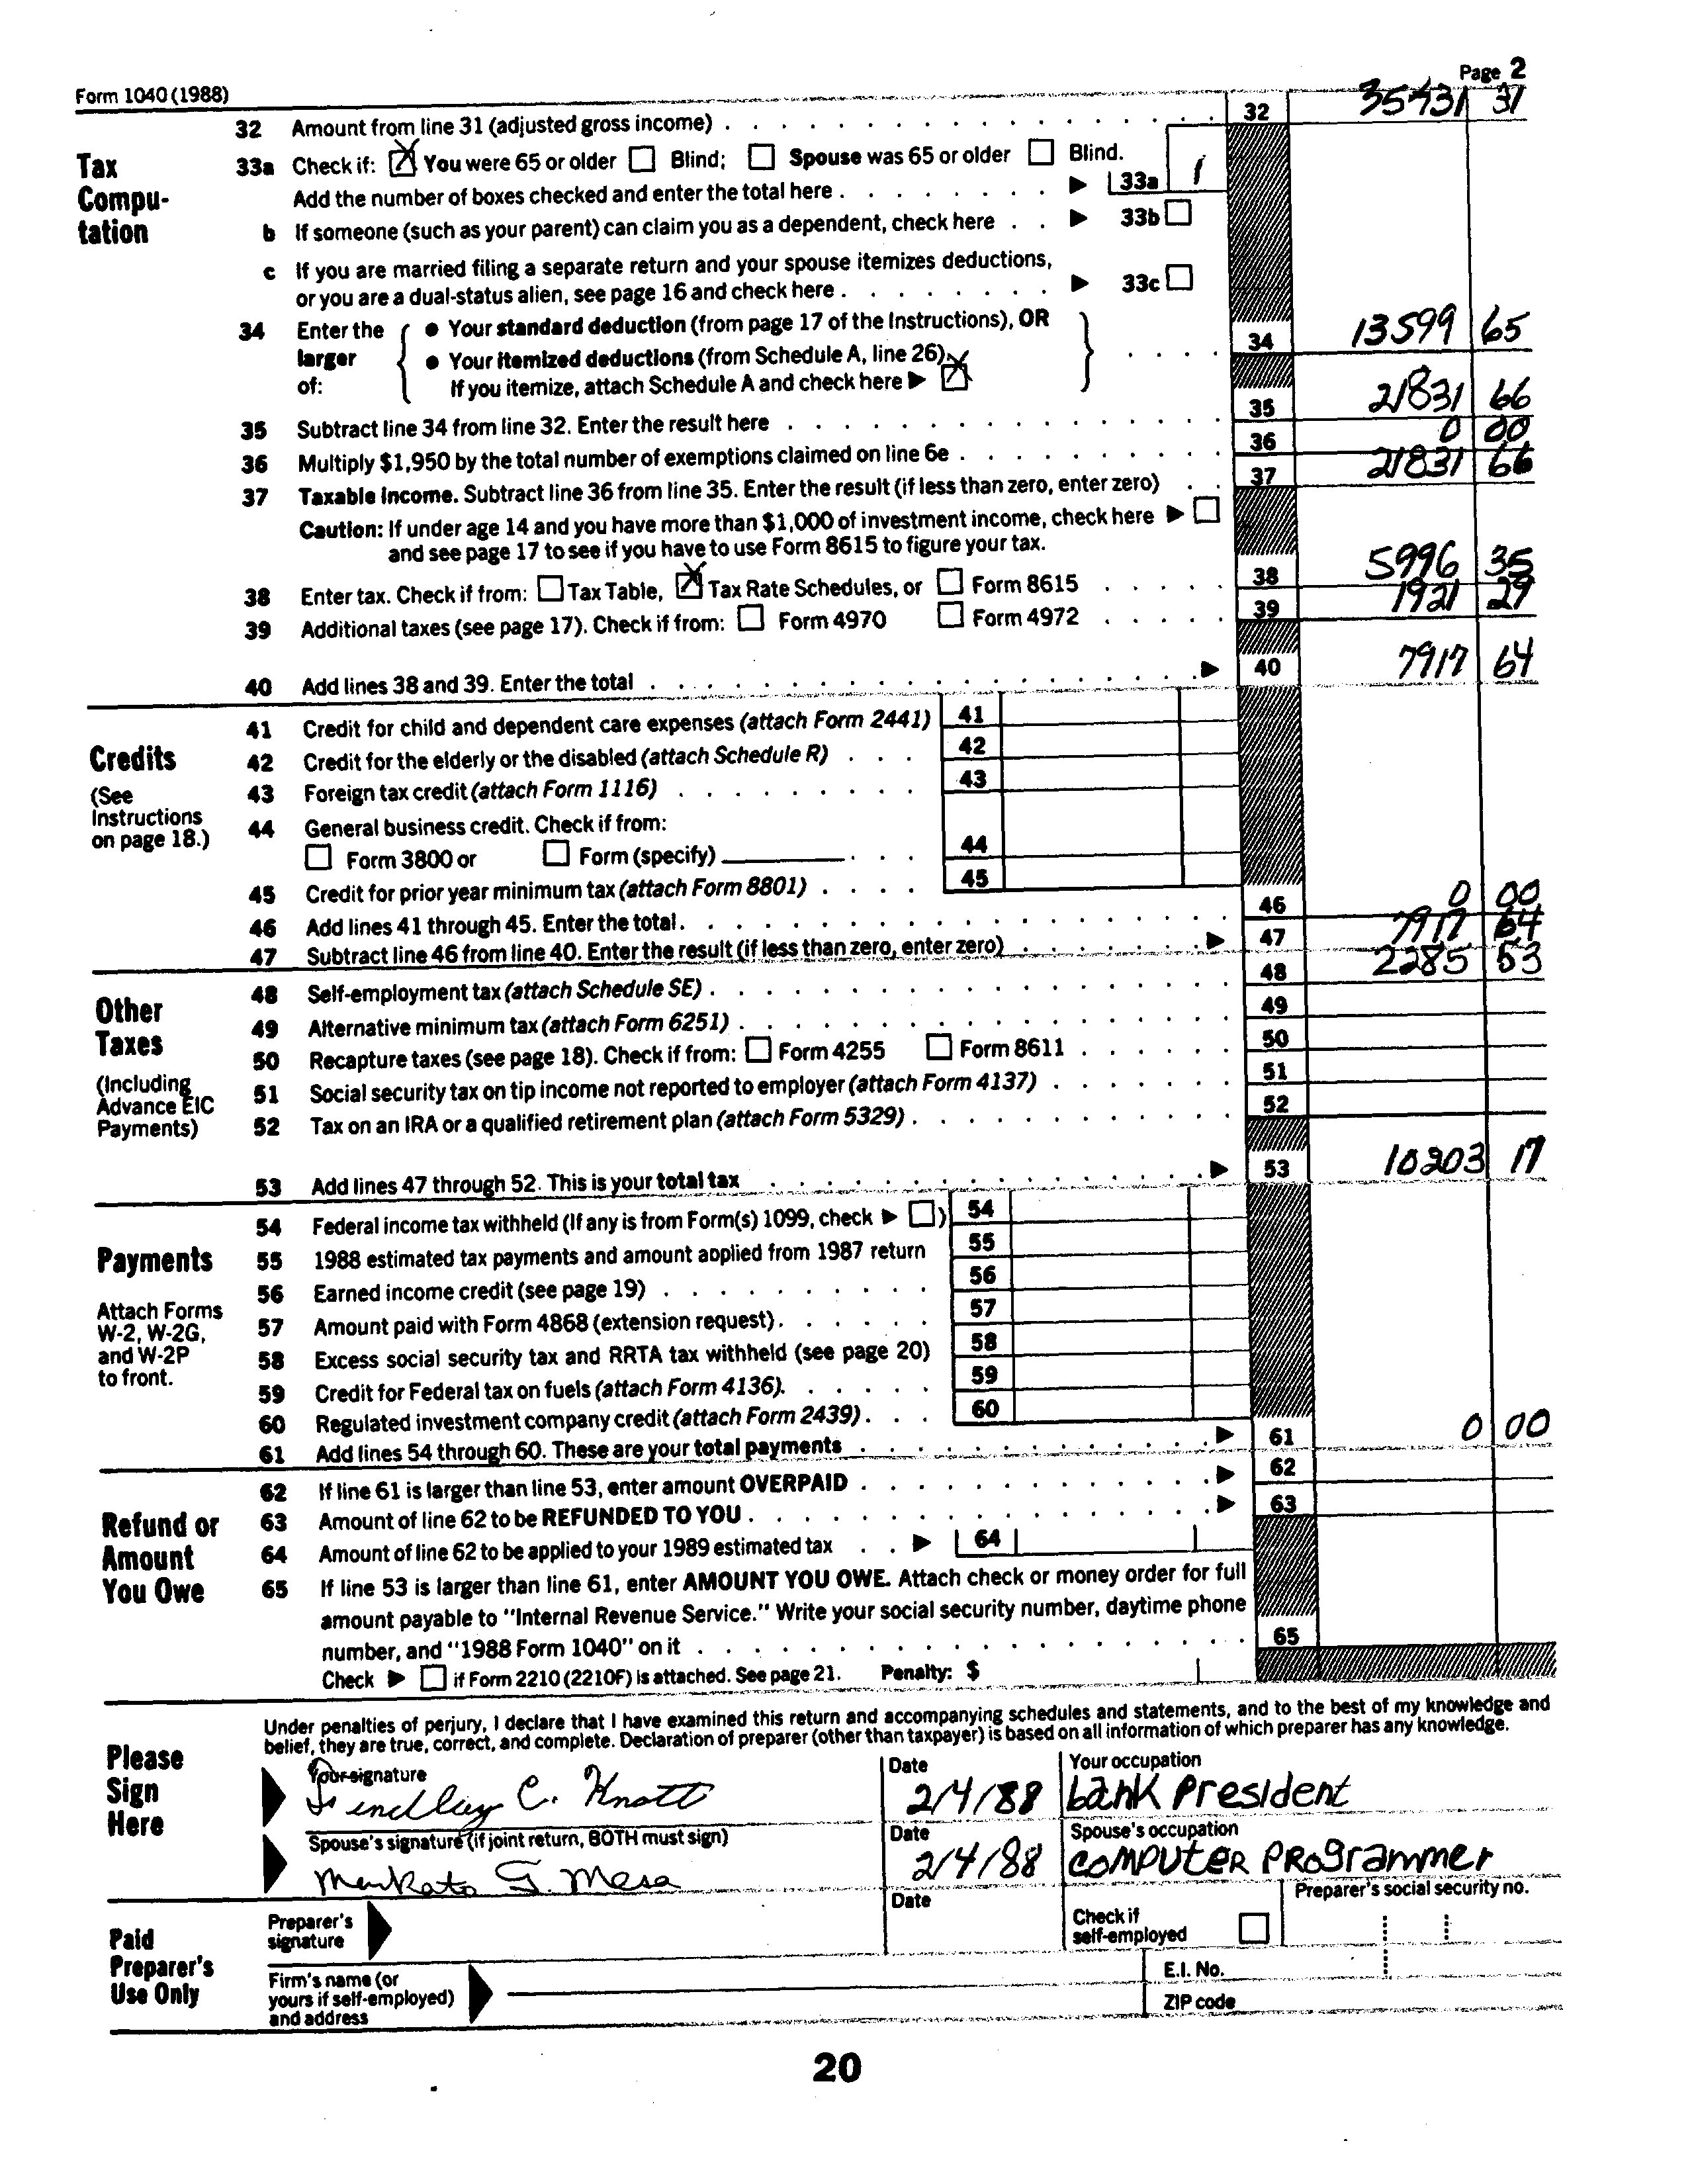 Form 1040 (1988)
Page 2
32 Amount from line 31 (adjusted gross income) 32 35431 31
Tax Compu-tation
33a Check if: [X] You were 65 or older ☐ Blind; ☐ Spouse was 65 or older ☐ Blind.
Add the number of boxes checked and enter the total here ▶ 33a 1
b If someone (such as your parent) can claim you as a dependent, check here ▶ 33b ☐
c If you are married filing a separate return and your spouse itemizes deductions,
or you are a dual-status alien, see page 16 and check here ▶ 33c ☐
34 Enter the larger of: { ● Your standard deduction (from page 17 of the Instructions), OR
● Your itemized deductions (from Schedule A, line 26). } 34 13599 65
If you itemize, attach Schedule A and check here ▶ [X]
35 Subtract line 34 from line 32. Enter the result here 35 21831 66
36 Multiply $1,950 by the total number of exemptions claimed on line 6e 36 0 00
37 Taxable Income. Subtract line 36 from line 35. Enter the result (if less than zero, enter zero) 37 21831 66
Caution: If under age 14 and you have more than $1,000 of investment income, check here ▶ ☐
and see page 17 to see if you have to use Form 8615 to figure your tax.
38 Enter tax. Check if from: ☐ Tax Table, [X] Tax Rate Schedules, or ☐ Form 8615 38 5996 35
39 Additional taxes (see page 17). Check if from: ☐ Form 4970 ☐ Form 4972 39 1921 29
40 Add lines 38 and 39. Enter the total ▶ 40 7917 64
Credits
(See Instructions on page 18.)
41 Credit for child and dependent care expenses (attach Form 2441) 41
42 Credit for the elderly or the disabled (attach Schedule R) 42
43 Foreign tax credit (attach Form 1116) 43
44 General business credit. Check if from:
☐ Form 3800 or ☐ Form (specify) 44
45 Credit for prior year minimum tax (attach Form 8801) 45
46 Add lines 41 through 45. Enter the total 46 0 00
47 Subtract line 46 from line 40. Enter the result (if less than zero, enter zero) ▶ 47 7917 64
Other Taxes
(Including Advance EIC Payments)
48 Self-employment tax (attach Schedule SE) 48 2285 53
49 Alternative minimum tax (attach Form 6251) 49
50 Recapture taxes (see page 18). Check if from: ☐ Form 4255 ☐ Form 8611 50
51 Social security tax on tip income not reported to employer (attach Form 4137) 51
52 Tax on an IRA or a qualified retirement plan (attach Form 5329) 52
53 Add lines 47 through 52. This is your total tax ▶ 53 10203 17
Payments
Attach Forms W-2, W-2G, and W-2P to front.
54 Federal income tax withheld (If any is from Form(s) 1099, check ▶ ☐) 54
55 1988 estimated tax payments and amount applied from 1987 return 55
56 Earned income credit (see page 19) 56
57 Amount paid with Form 4868 (extension request) 57
58 Excess social security tax and RRTA tax withheld (see page 20) 58
59 Credit for Federal tax on fuels (attach Form 4136). 59
60 Regulated investment company credit (attach Form 2439) 60
61 Add lines 54 through 60. These are your total payments ▶ 61 0 00
Refund or Amount You Owe
62 If line 61 is larger than line 53, enter amount OVERPAID ▶ 62
63 Amount of line 62 to be REFUNDED TO YOU ▶ 63
64 Amount of line 62 to be applied to your 1989 estimated tax ▶ 64
65 If line 53 is larger than line 61, enter AMOUNT YOU OWE. Attach check or money order for full
amount payable to "Internal Revenue Service." Write your social security number, daytime phone
number, and "1988 Form 1040" on it 65
Check ▶ ☐ if Form 2210 (2210F) is attached. See page 21. Penalty: $
Please Sign Here
Under penalties of perjury, I declare that I have examined this return and accompanying schedules and statements, and to the best of my knowledge and
belief, they are true, correct, and complete. Declaration of preparer (other than taxpayer) is based on all information of which preparer has any knowledge.
Your signature Date Your occupation
Findlay C. Knott 2/4/88 bank President
Spouse's signature (if joint return, BOTH must sign) Date Spouse's occupation
Mankato G. Mesa 2/4/88 COMPUTER PROgrammer
Paid Preparer's Use Only
Preparer's signature Date Check if self-employed ☐ Preparer's social security no.
Firm's name (or yours if self-employed) and address E.I. No.
ZIP code
20